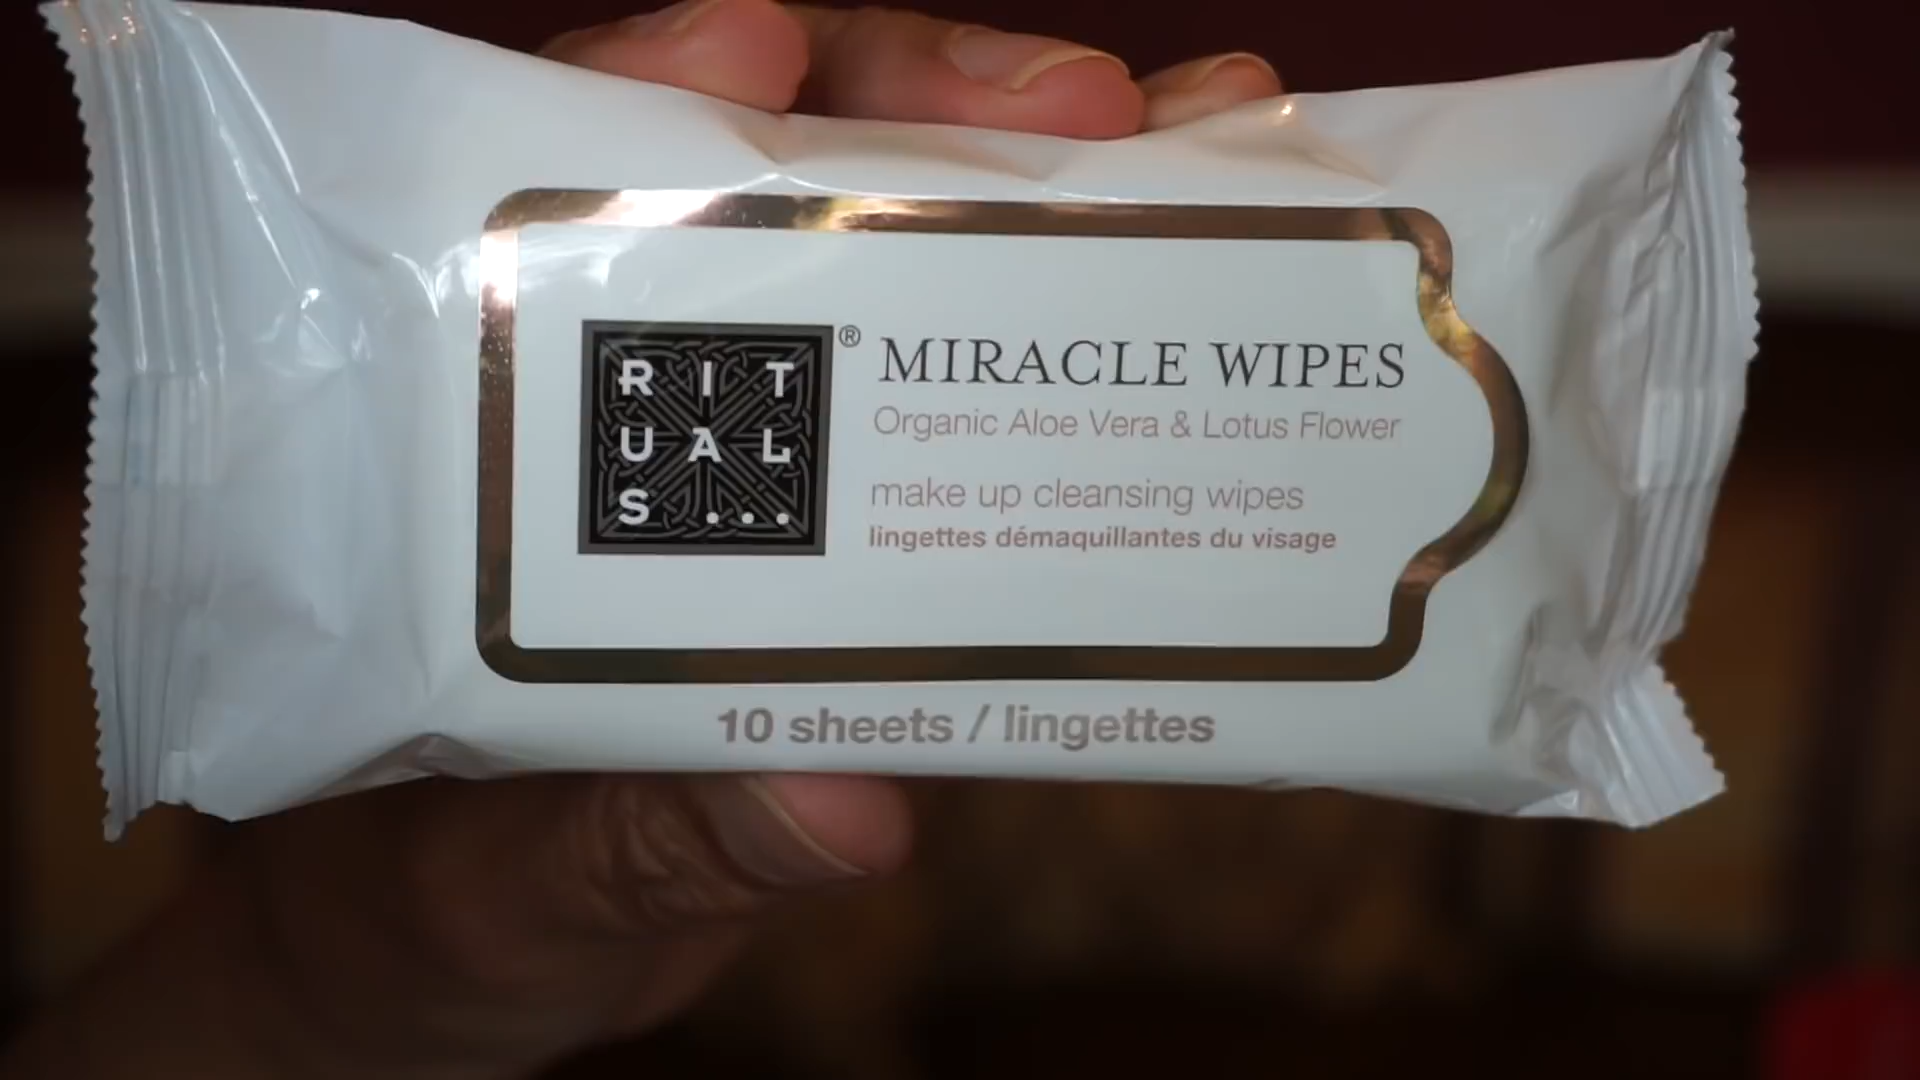 RIT
UAL
S...
®
MIRACLE WIPES
Organic Aloe Vera & Lotus Flower
make up cleansing wipes
lingettes démaquillantes du visage
10 sheets / lingettes